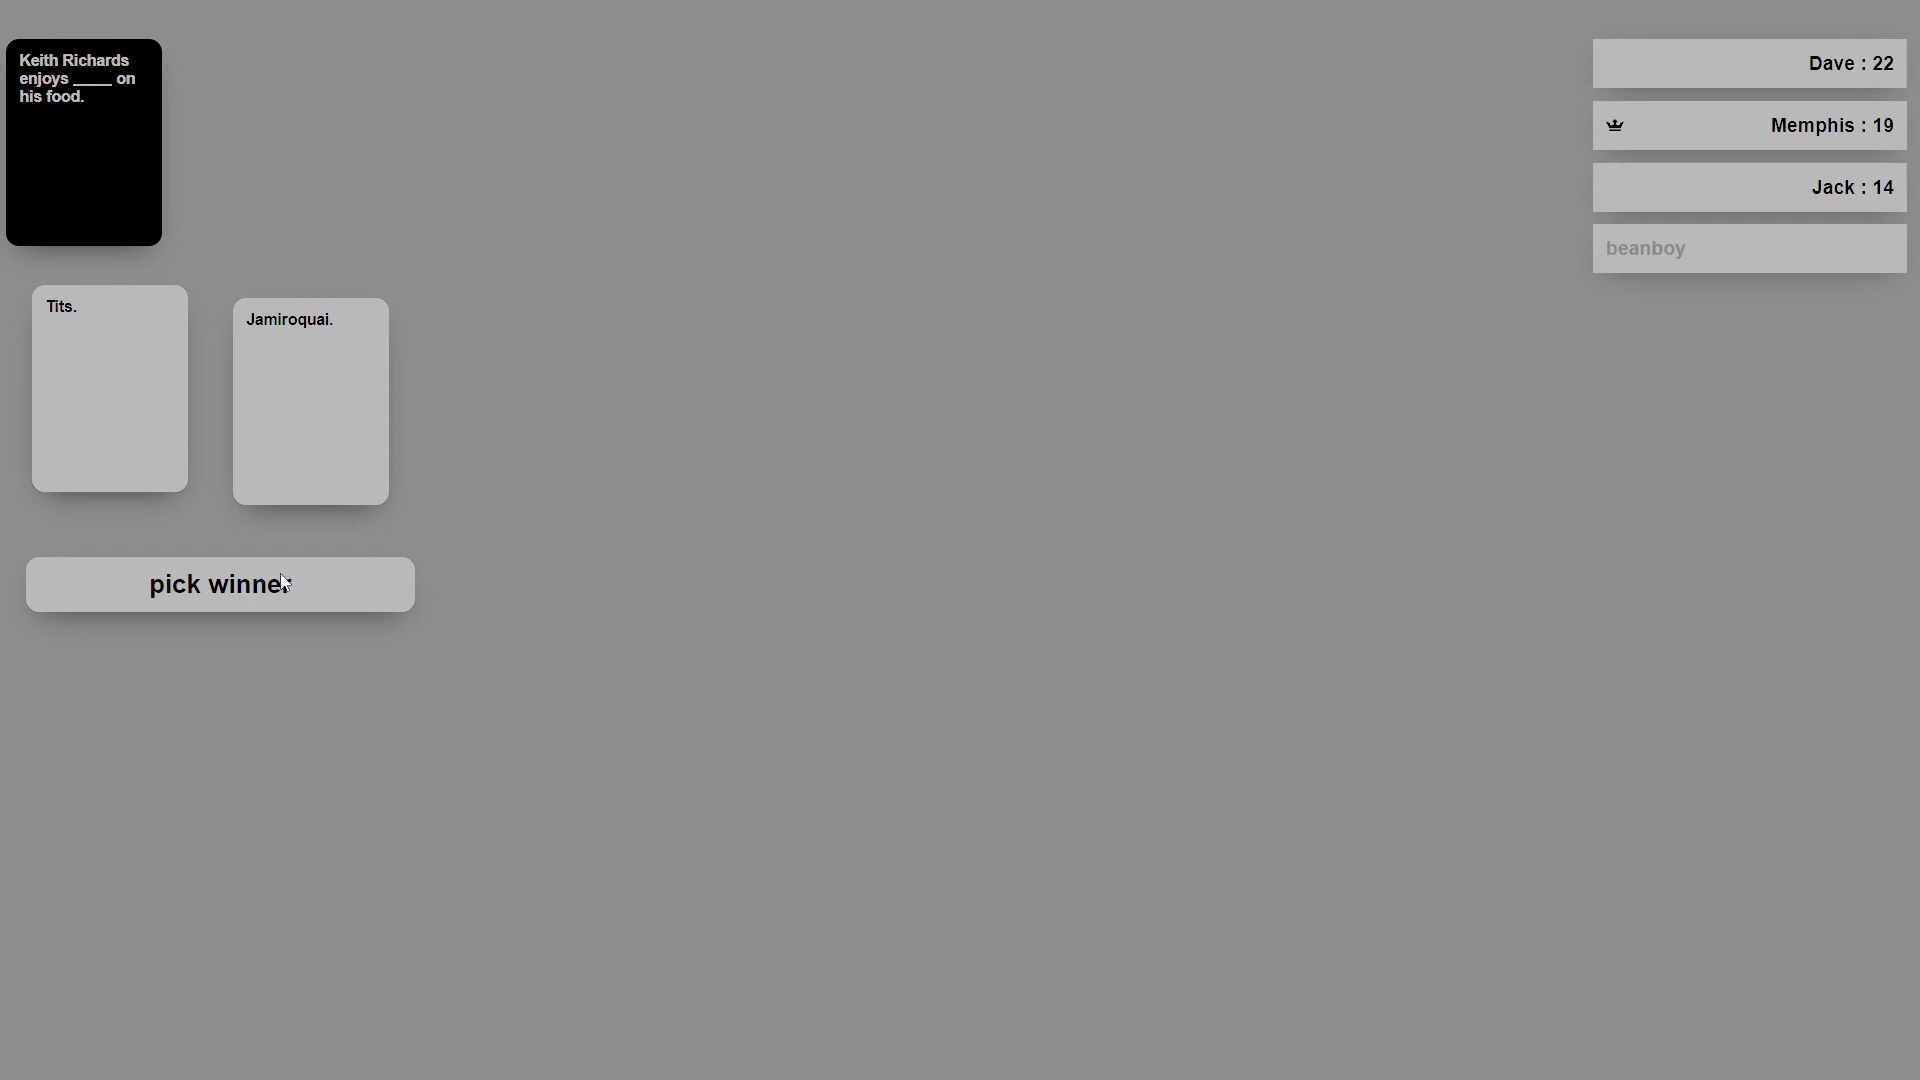 Keith Richards
enjoys _____ on
his food.
Tits.
Jamiroquai.
pick winner
Dave : 22
Memphis : 19
Jack : 14
beanboy